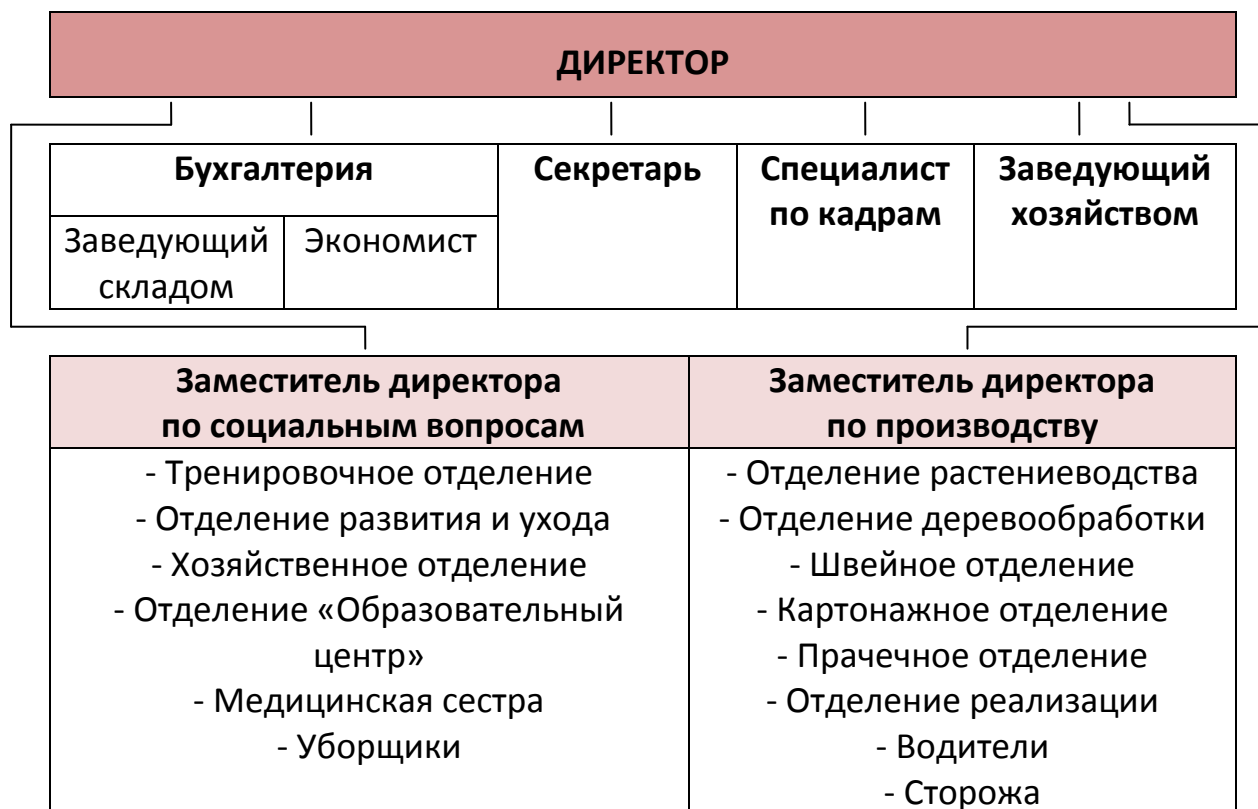 ДИРЕКТОР
Бухгалтерия
Заведующий
складом
Экономист
Секретарь
Специалист
по кадрам
Заведующий
хозяйством
Заместитель директора
по социальным вопросам
- Тренировочное отделение
- Отделение развития и ухода
- Хозяйственное отделение
- Отделение «Образовательный
центр»
- Медицинская сестра
- Уборщики
Заместитель директора
по производству
- Отделение растениеводства
- Отделение деревообработки
- Швейное отделение
- Картонажное отделение
- Прачечное отделение
- Отделение реализации
- Водители
- Сторожа